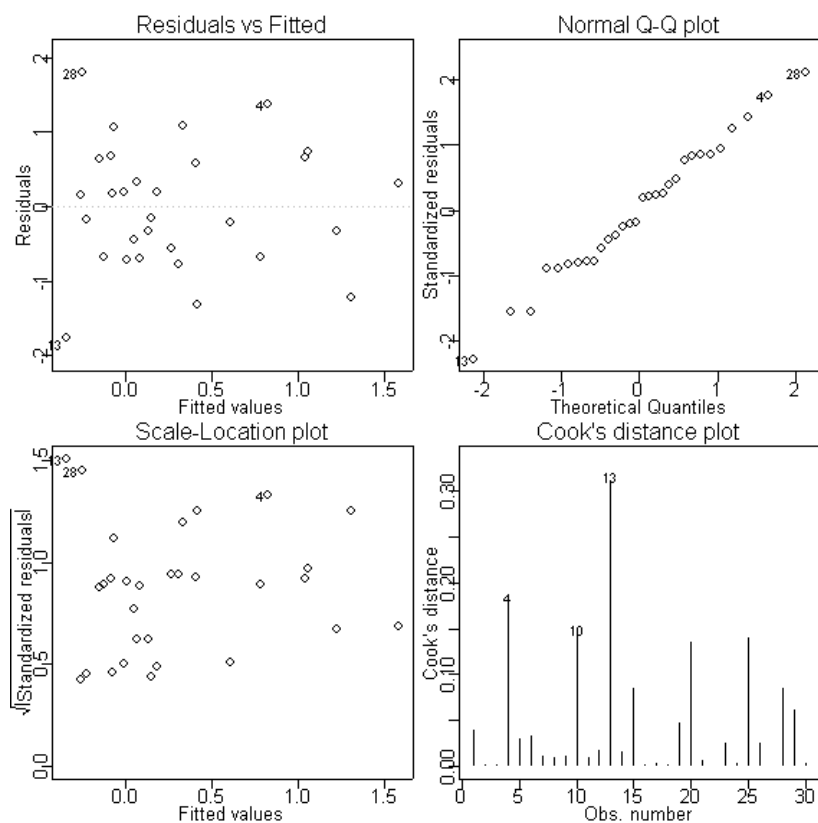 Residuals vs Fitted
Residuals
2
1
0
-1
-2
28
4
13
0.0 0.5 1.0 1.5
Fitted values
Normal Q-Q plot
Standardized residuals
2
1
0
-1
-2
28
4
13
-2 -1 0 1 2
Theoretical Quantiles
Scale-Location plot
√|Standardized residuals|
1.5
1.0
0.5
0.0
13
28
4
0.0 0.5 1.0 1.5
Fitted values
Cook's distance plot
Cook's distance
0.30
0.20
0.10
0.00
13
4
10
0 5 10 15 20 25 30
Obs. number